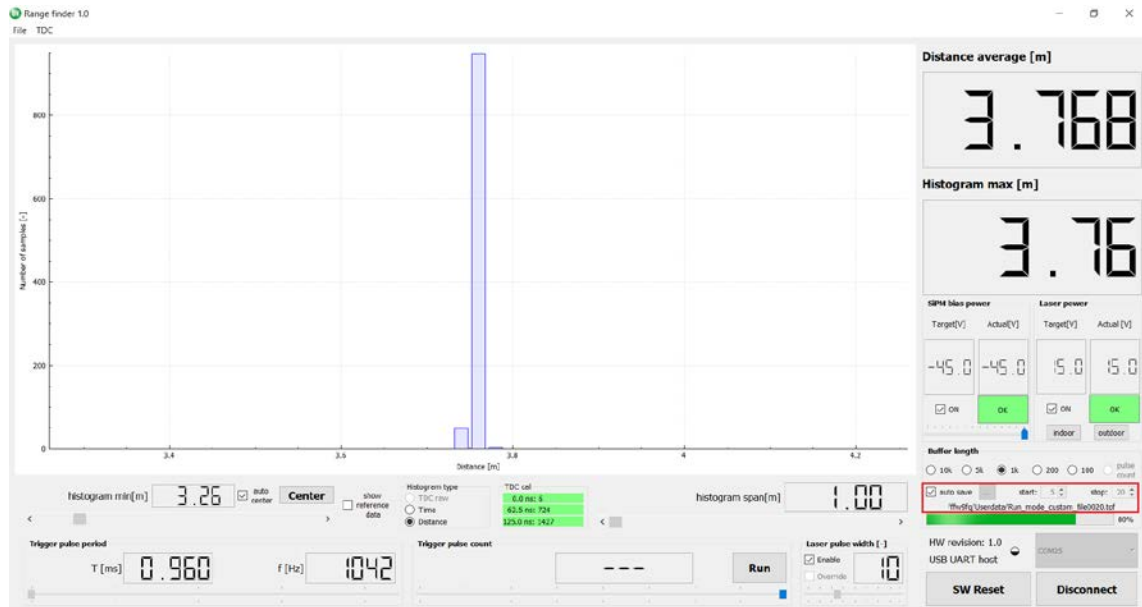 Range finder 1.0
File TDC
Distance average [m]
3.768
Histogram max [m]
3.76
800
600
400
200
0
Number of samples [-]
3.4
3.6
3.8
4
4.2
Distance [m]
SiPM bias power
Laser power
Target[V] Actual[V] Target[V] Actual [V]
-45.0 -45.0 15.0 15.0
ON OK ON OK
indoor outdoor
Buffer length
10k 5k 1k 200 100 pulse count
auto save ... start: 5 stop: 20
80%
histogram min[m] 3.26 auto center Center
show reference data
Histogram type
TDC raw
Time
Distance
TDC cal
0.0 ns: 6
62.5 ns: 724
125.0 ns: 1427
histogram span[m] 1.00
Trigger pulse period
T [ms] 0.960 f [Hz] 1042
Trigger pulse count
--- Run
Laser pulse width [-]
Enable
Override
10
HW revision: 1.0
USB UART host
COM25
SW Reset Disconnect